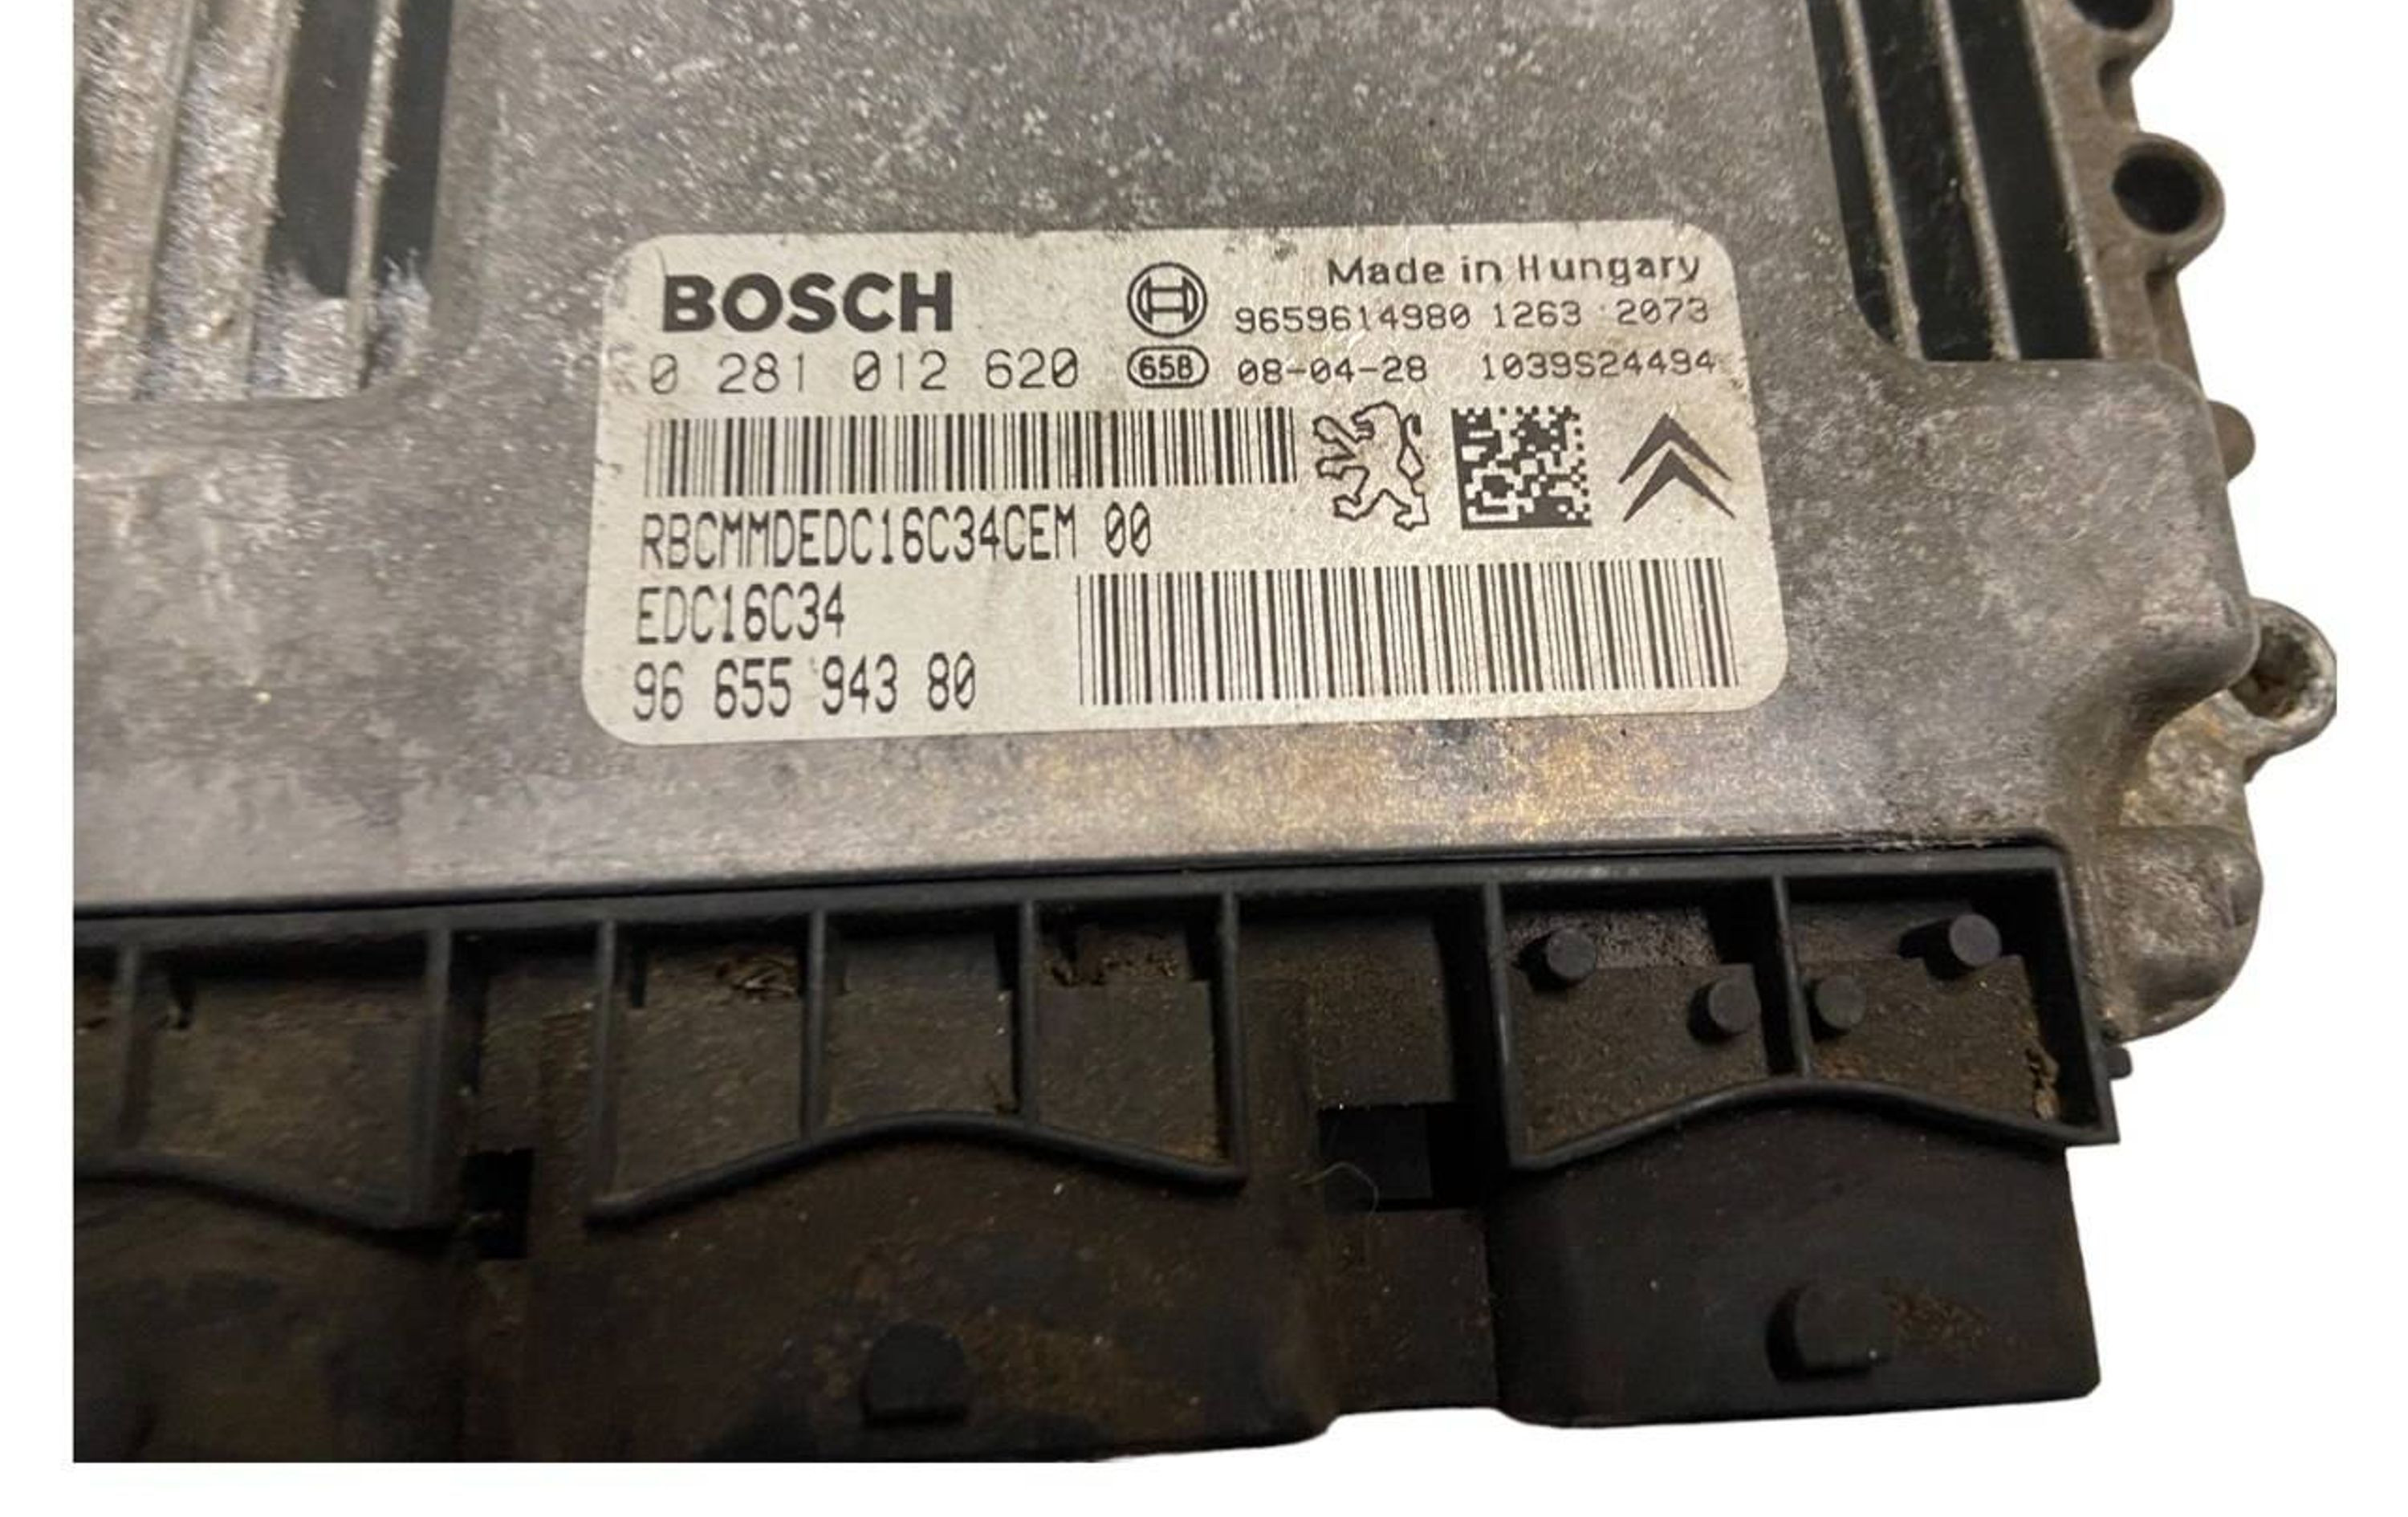 BOSCH
Made in Hungary
9659614980 1263 2073
0 281 012 620
65B
08-04-28 1039S24494
RBCMMDEDC16C34CEM 00
EDC16C34
96 655 943 80